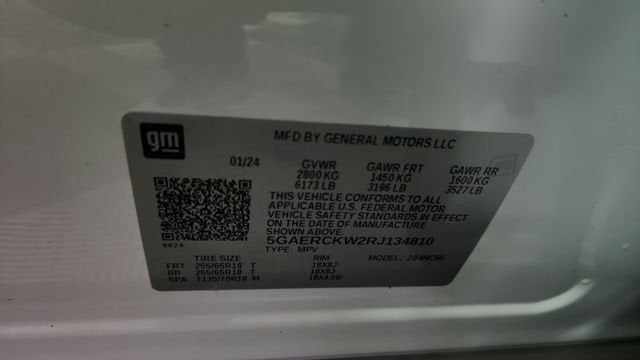 gm
MFD BY GENERAL MOTORS LLC
01/24 GVWR GAWR FRT GAWR RR
2800 KG 1450 KG 1600 KG
6173 LB 3196 LB 3527 LB
THIS VEHICLE CONFORMS TO ALL
APPLICABLE U.S. FEDERAL MOTOR
VEHICLE SAFETY STANDARDS IN EFFECT
ON THE DATE OF MANUFACTURE
SHOWN ABOVE.
5GAERCKW2RJ134810
8624
TYPE: MPV MODEL:
TIRE SIZE RIM
FRT 255/65R18 T 18X8J
RR 255/65R18 T 18X8J
SPA T135/70R18 M 18X4.5B